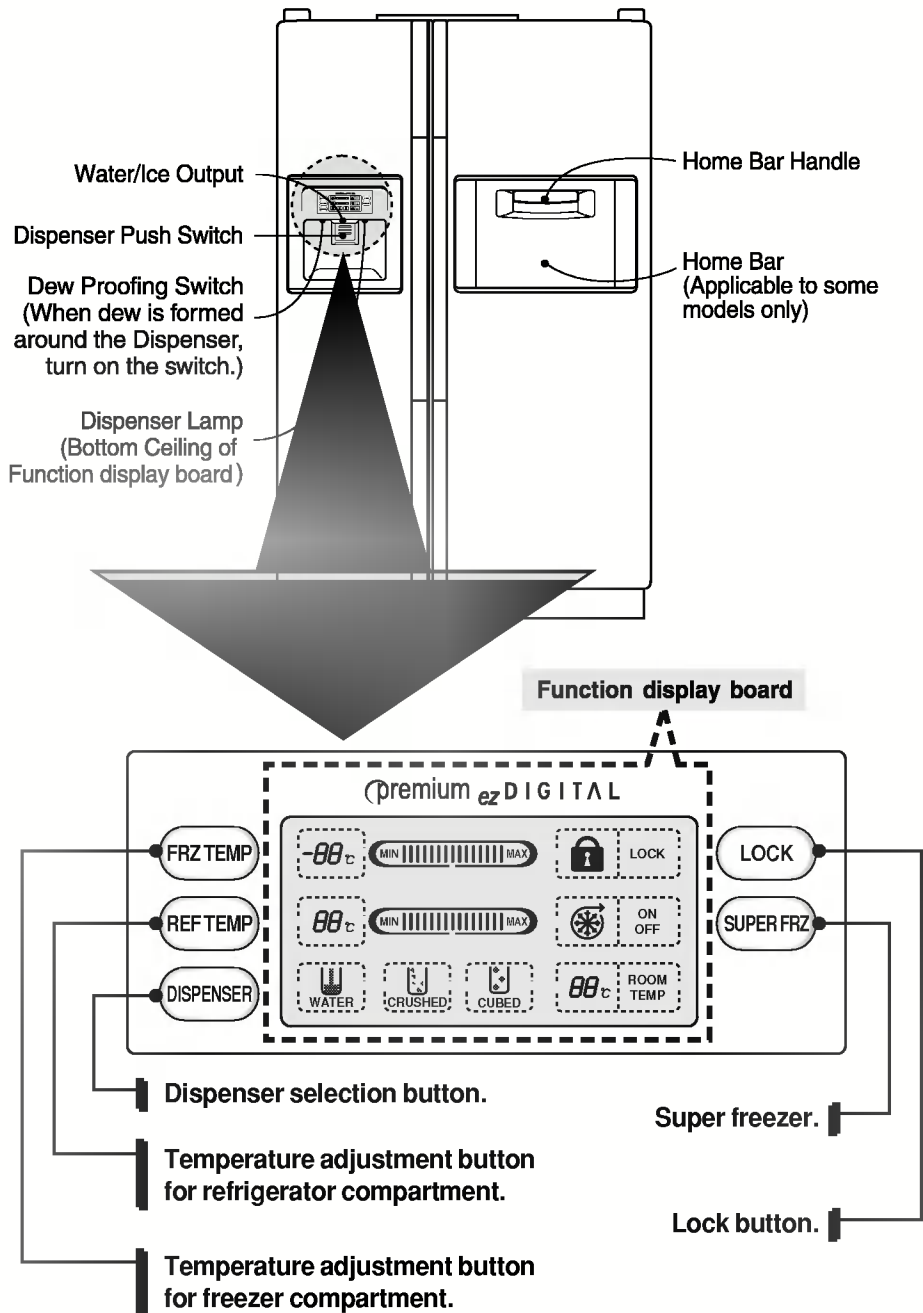 Water/Ice Output
Dispenser Push Switch
Dew Proofing Switch
(When dew is formed
around the Dispenser,
turn on the switch.)
Dispenser Lamp
(Bottom Ceiling of
Function display board)
Home Bar Handle
Home Bar
(Applicable to some
models only)
Function display board
premium ez DIGITAL
FRZ TEMP
-88 °C
MIN MAX
LOCK
LOCK
REF TEMP
88 °C
MIN MAX
ON
OFF
SUPER FRZ
DISPENSER
WATER
CRUSHED
CUBED
88 °C
ROOM
TEMP
Dispenser selection button.
Super freezer.
Temperature adjustment button
for refrigerator compartment.
Lock button.
Temperature adjustment button
for freezer compartment.